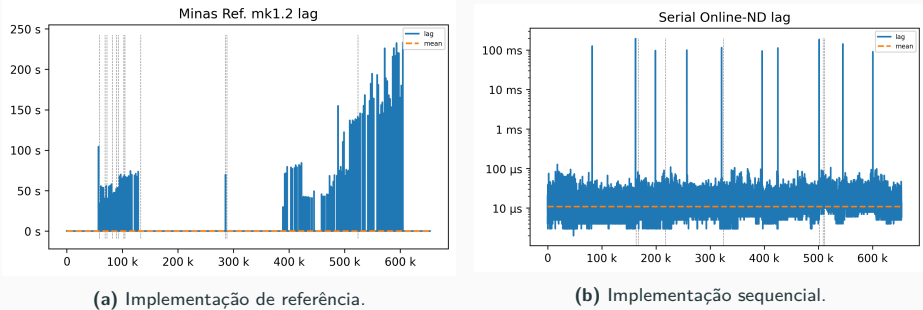 Minas Ref. mk1.2 lag
250 s
200 s
150 s
100 s
50 s
0 s
lag
mean
0
100 k
200 k
300 k
400 k
500 k
600 k
(a) Implementação de referência.
Serial Online-ND lag
100 ms
10 ms
1 ms
100 µs
10 µs
lag
mean
0
100 k
200 k
300 k
400 k
500 k
600 k
(b) Implementação sequencial.